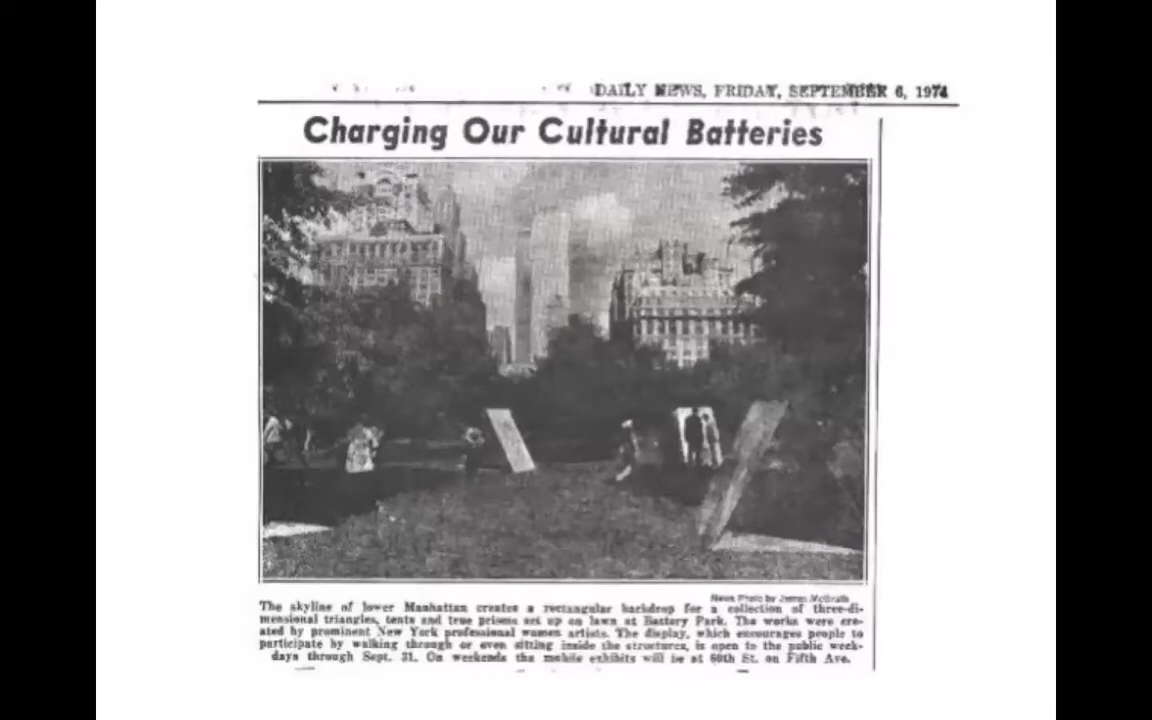 DAILY NEWS, FRIDAY, SEPTEMBER 6, 1974
Charging Our Cultural Batteries
News Photo by James McGrath
The skyline of lower Manhattan creates a rectangular backdrop for a collection of three-di-
mensional triangles, tents and true prisms set up on lawn at Battery Park. The works were cre-
ated by prominent New York professional women artists. The display, which encourages people to
participate by walking through or even sitting inside the structures, is open to the public week-
days through Sept. 31. On weekends the mobile exhibits will be at 60th St. on Fifth Ave.